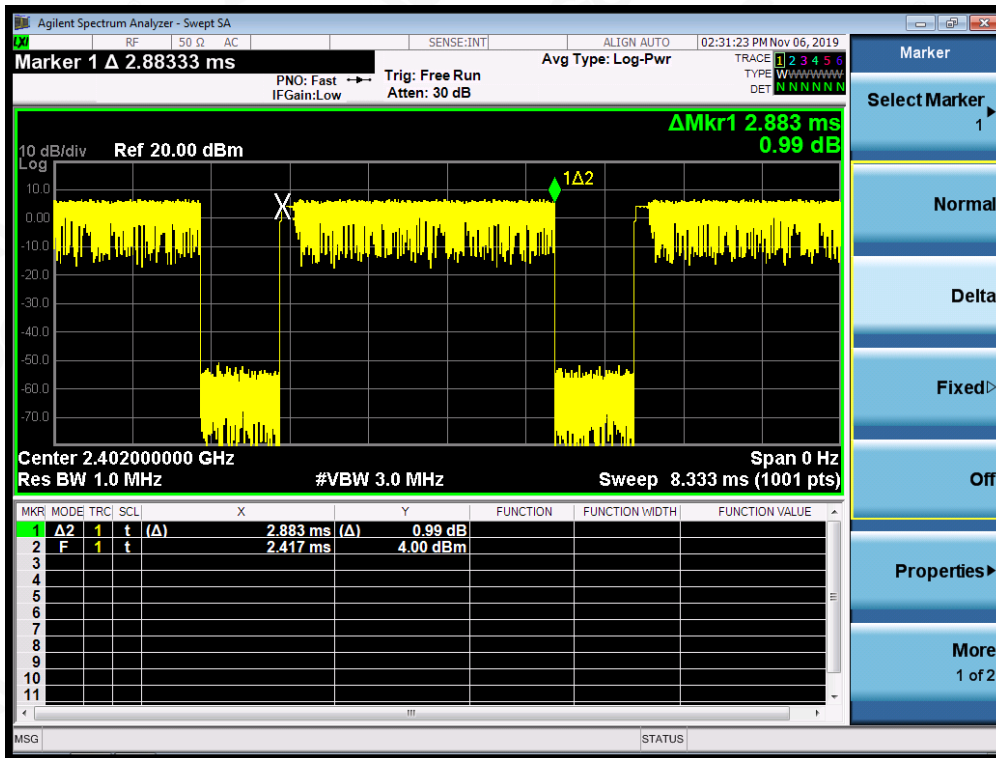 Agilent Spectrum Analyzer - Swept SA
LXI RF 50 Ω AC SENSE:INT ALIGN AUTO 02:31:23 PM Nov 06, 2019
Marker 1 Δ 2.88333 ms
Avg Type: Log-Pwr
TRACE 1 2 3 4 5 6
TYPE W
DET N N N N N N
PNO: Fast
IFGain:Low
Trig: Free Run
Atten: 30 dB
ΔMkr1 2.883 ms
0.99 dB
10 dB/div
Log
Ref 20.00 dBm
10.0
0.00
-10.0
-20.0
-30.0
-40.0
-50.0
-60.0
-70.0
X
1Δ2
Center 2.402000000 GHz
Span 0 Hz
Res BW 1.0 MHz
#VBW 3.0 MHz
Sweep 8.333 ms (1001 pts)
MKR MODE TRC SCL X Y FUNCTION FUNCTION WIDTH FUNCTION VALUE
1 Δ2 1 t (Δ) 2.883 ms (Δ) 0.99 dB
2 F 1 t 2.417 ms 4.00 dBm
3
4
5
6
7
8
9
10
11
MSG
STATUS
Marker
Select Marker
1
Normal
Delta
Fixed
Off
Properties
More
1 of 2